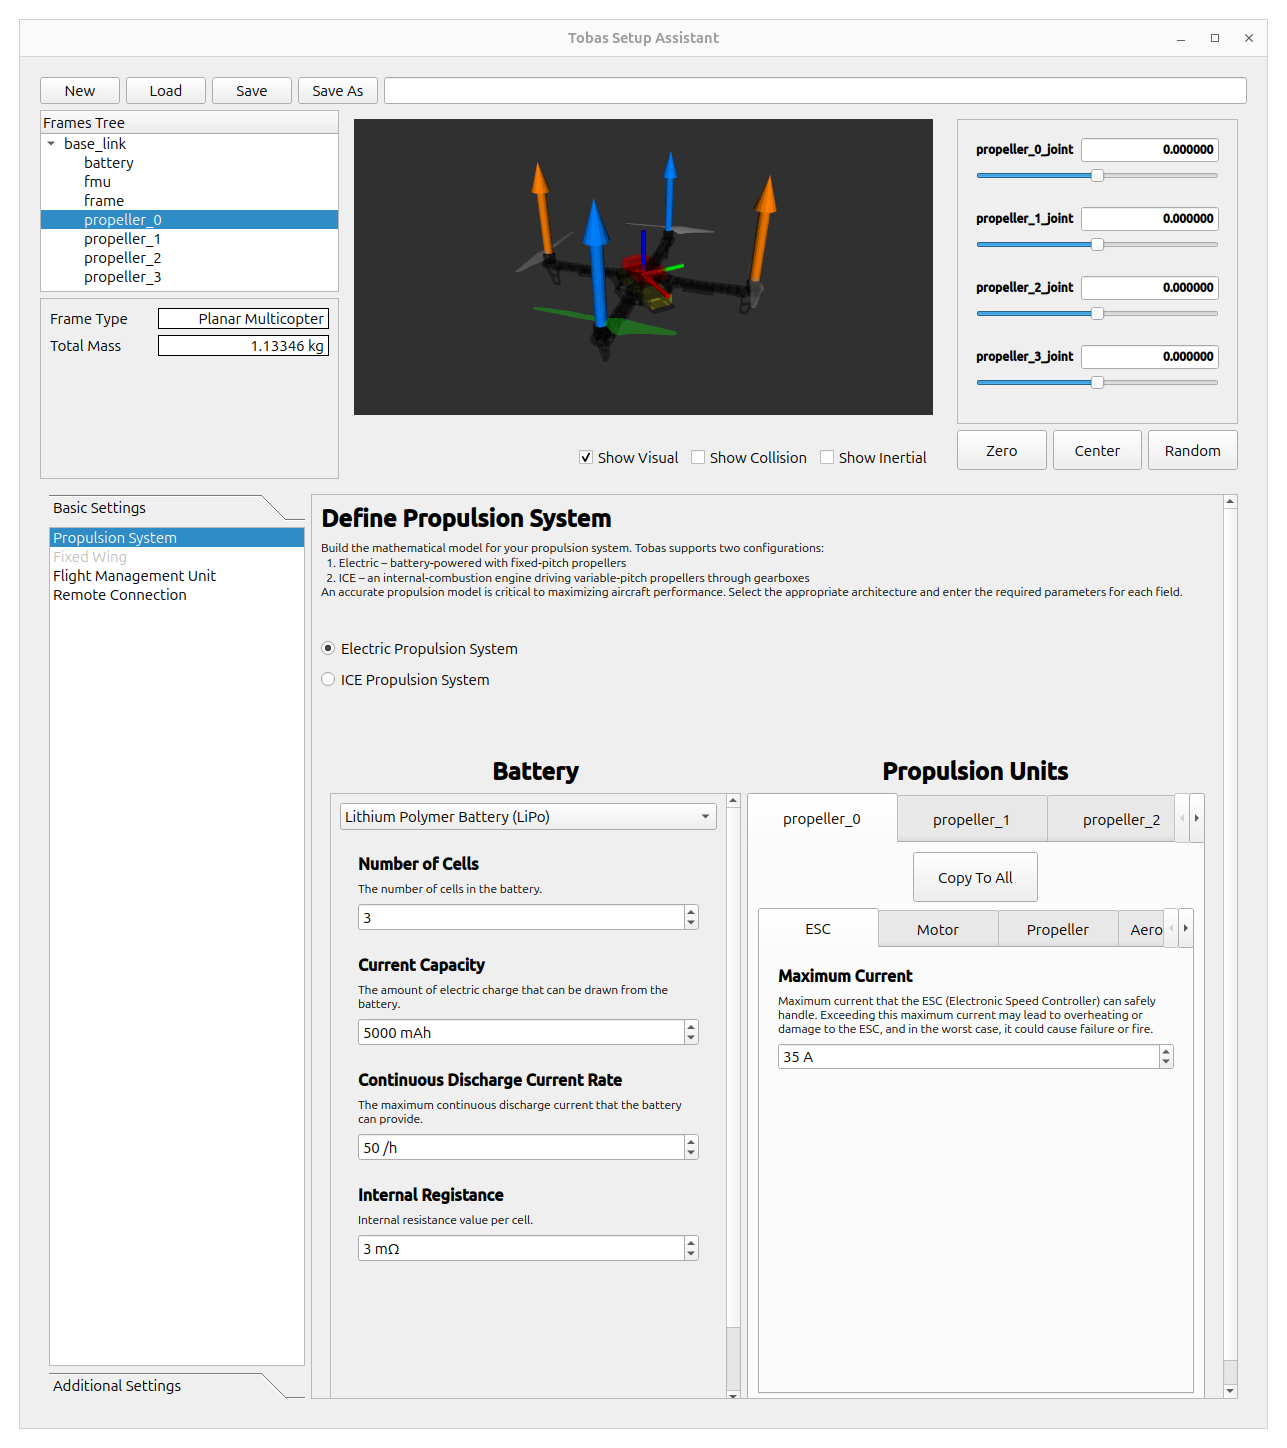 Tobas Setup Assistant
New
Load
Save
Save As
Frames Tree
base_link
battery
fmu
frame
propeller_0
propeller_1
propeller_2
propeller_3
Frame Type
Planar Multicopter
Total Mass
1.13346 kg
Show Visual
Show Collision
Show Inertial
propeller_0_joint
0.000000
propeller_1_joint
0.000000
propeller_2_joint
0.000000
propeller_3_joint
0.000000
Zero
Center
Random
Basic Settings
Propulsion System
Fixed Wing
Flight Management Unit
Remote Connection
Additional Settings
Define Propulsion System
Build the mathematical model for your propulsion system. Tobas supports two configurations:
1. Electric – battery-powered with fixed-pitch propellers
2. ICE – an internal-combustion engine driving variable-pitch propellers through gearboxes
An accurate propulsion model is critical to maximizing aircraft performance. Select the appropriate architecture and enter the required parameters for each field.
Electric Propulsion System
ICE Propulsion System
Battery
Lithium Polymer Battery (LiPo)
Number of Cells
The number of cells in the battery.
3
Current Capacity
The amount of electric charge that can be drawn from the
battery.
5000 mAh
Continuous Discharge Current Rate
The maximum continuous discharge current that the battery
can provide.
50 /h
Internal Registance
Internal resistance value per cell.
3 mΩ
Propulsion Units
propeller_0
propeller_1
propeller_2
Copy To All
ESC
Motor
Propeller
Aero
Maximum Current
Maximum current that the ESC (Electronic Speed Controller) can safely
handle. Exceeding this maximum current may lead to overheating or
damage to the ESC, and in the worst case, it could cause failure or fire.
35 A